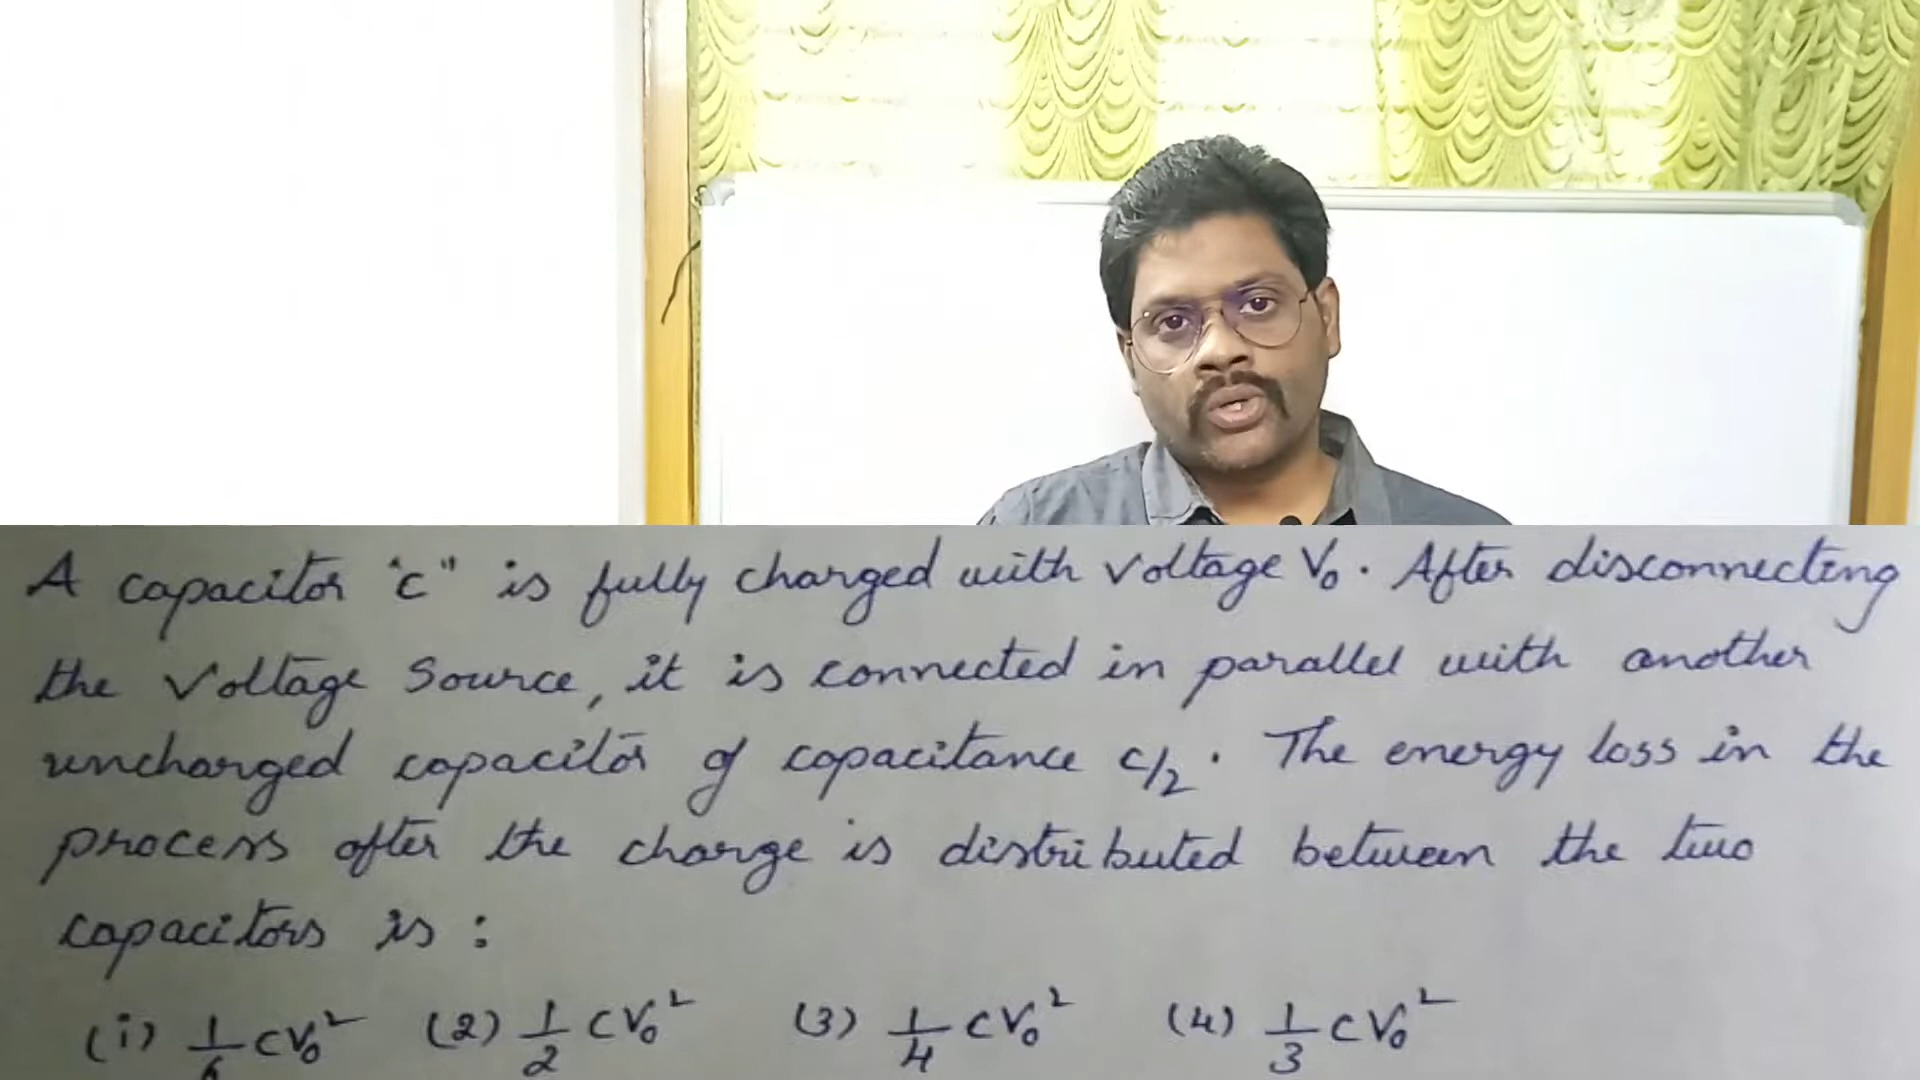 A capacitor "c" is fully charged with voltage V₀. After disconnecting
the Voltage Source, it is connected in parallel with another
uncharged capacitor of capacitance c/2. The energy loss in the
process after the charge is distributed between the two
capacitors is :
(i) 1/6 CV₀² (2) 1/2 CV₀² (3) 1/4 CV₀² (4) 1/3 CV₀²